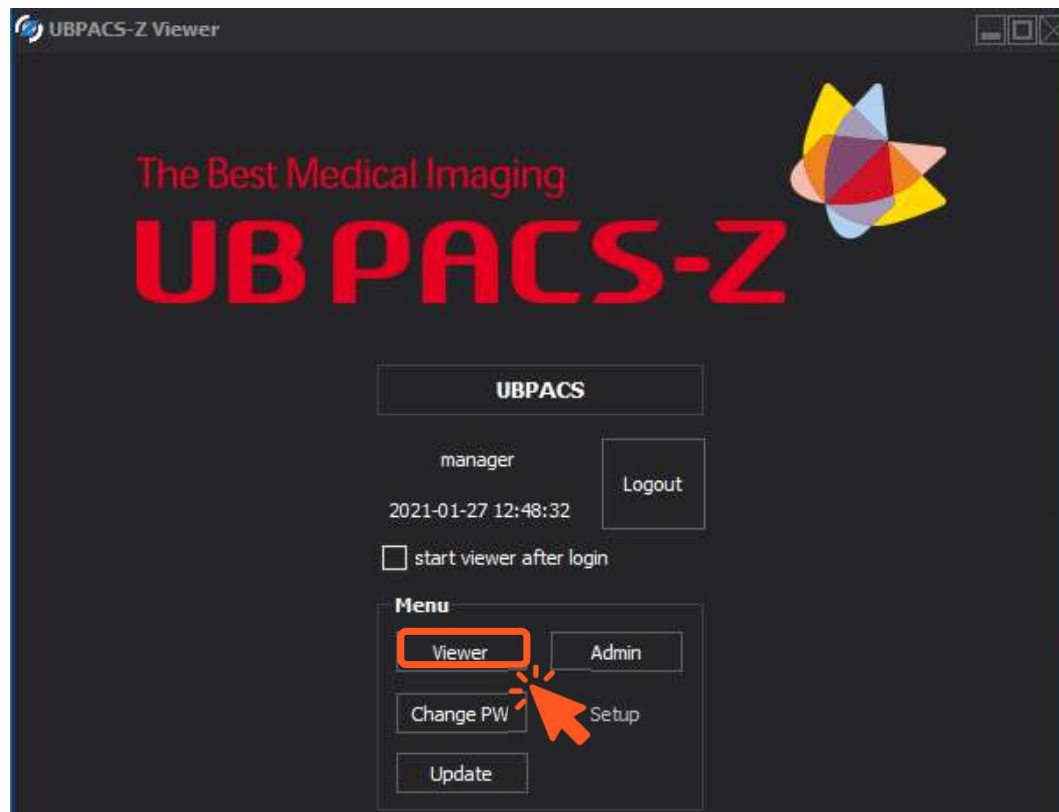 UBPACS-Z Viewer
The Best Medical Imaging
UB PACS-Z
UBPACS
manager
Logout
2021-01-27 12:48:32
start viewer after login
Menu
Viewer Admin
Change PW Setup
Update